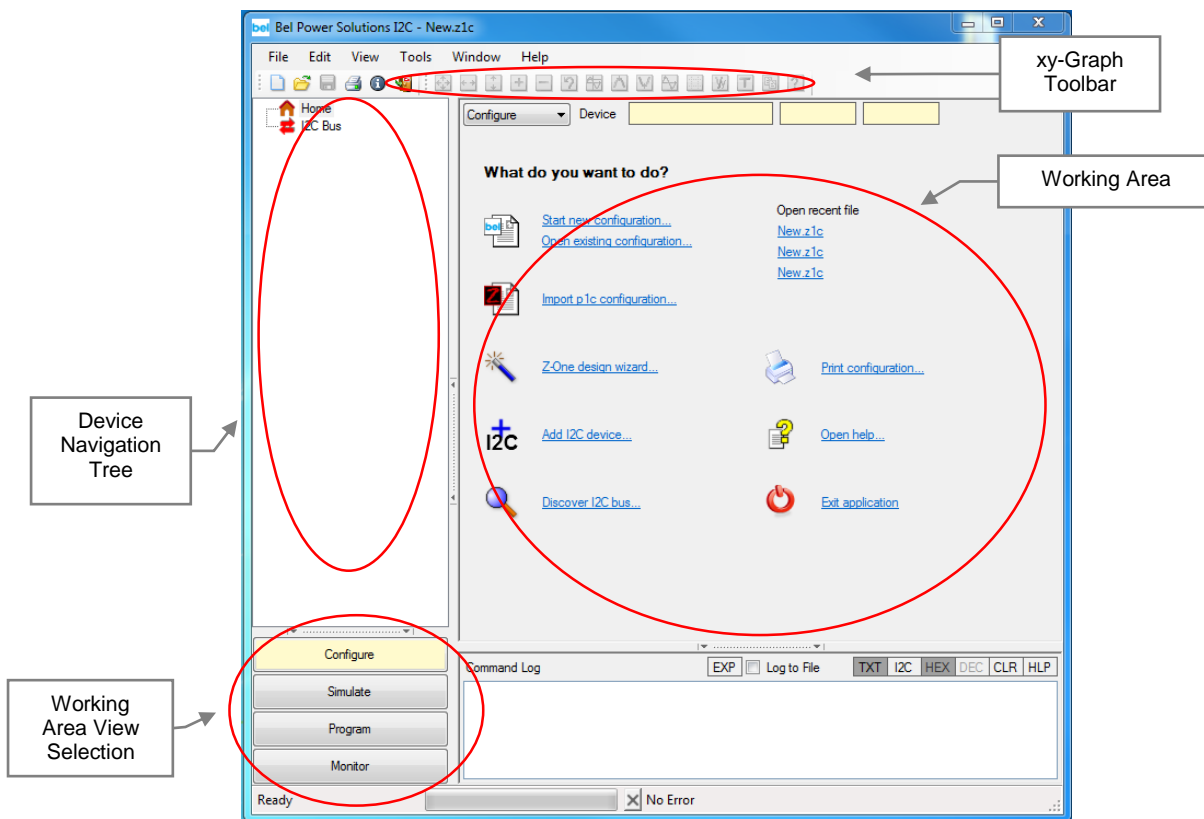 bel Bel Power Solutions I2C - New.z1c
File Edit View Tools Window Help
xy-Graph
Toolbar
Home
I2C Bus
Configure Device
Working Area
What do you want to do?
Start new configuration...
Open existing configuration...
Open recent file
New.z1c
New.z1c
New.z1c
Import p1c configuration...
Z-One design wizard...
Print configuration...
I2C Add I2C device...
Open help...
Discover I2C bus...
Exit application
Device
Navigation
Tree
Configure
Simulate
Program
Monitor
Working
Area View
Selection
Command Log EXP Log to File TXT I2C HEX DEC CLR HLP
Ready No Error